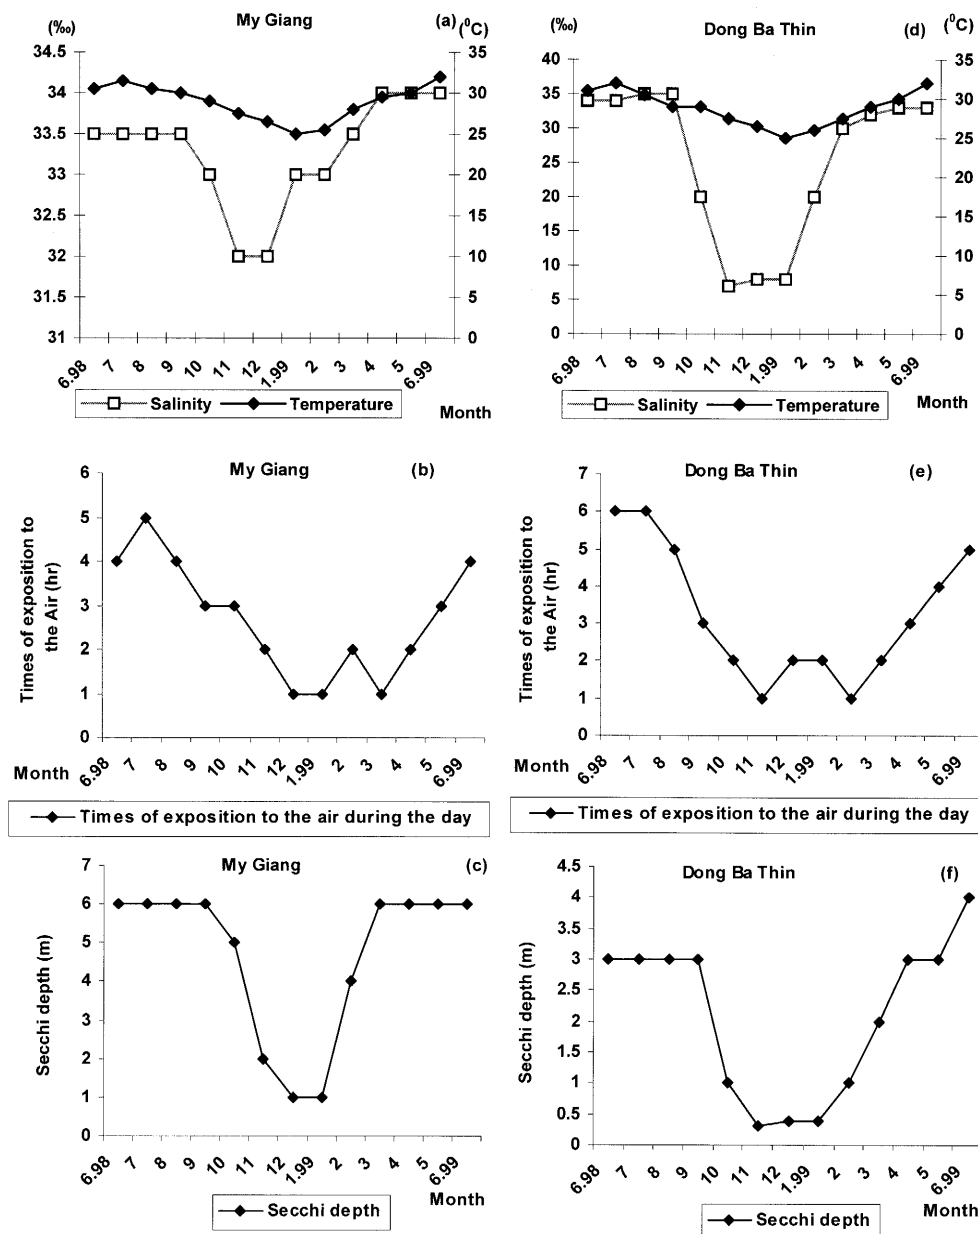 My Giang
(a)
(‰)
(⁰C)
34.5
34
33.5
33
32.5
32
31.5
31
35
30
25
20
15
10
5
0
6.98 7 8 9 10 11 12 1.99 2 3 4 5 6.99
Salinity Temperature
Month
Dong Ba Thin
(d)
(‰)
(⁰C)
40
35
30
25
20
15
10
5
0
35
30
25
20
15
10
5
0
6.98 7 8 9 10 11 12 1.99 2 3 4 5 6.99
Salinity Temperature
Month
My Giang
(b)
Times of exposition to
the Air (hr)
6
5
4
3
2
1
0
6.98 7 8 9 10 11 12 1.99 2 3 4 5 6.99
Month
Times of exposition to the air during the day
Dong Ba Thin
(e)
Times of exposition to
the Air (hr)
7
6
5
4
3
2
1
0
6.98 7 8 9 10 11 12 1.99 2 3 4 5 6.99
Month
Times of exposition to the air during the day
My Giang
(c)
Secchi depth (m)
7
6
5
4
3
2
1
0
6.98 7 8 9 10 11 12 1.99 2 3 4 5 6.99
Month
Secchi depth
Dong Ba Thin
(f)
Secchi depth (m)
4.5
4
3.5
3
2.5
2
1.5
1
0.5
0
6.98 7 8 9 10 11 12 1.99 2 3 4 5 6.99
Month
Secchi depth